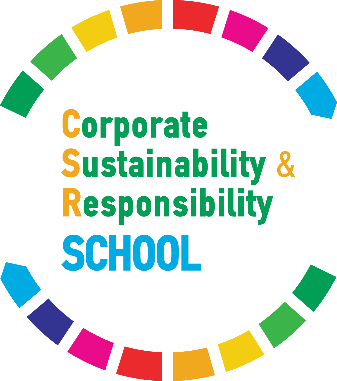 Corporate
Sustainability &
Responsibility
SCHOOL